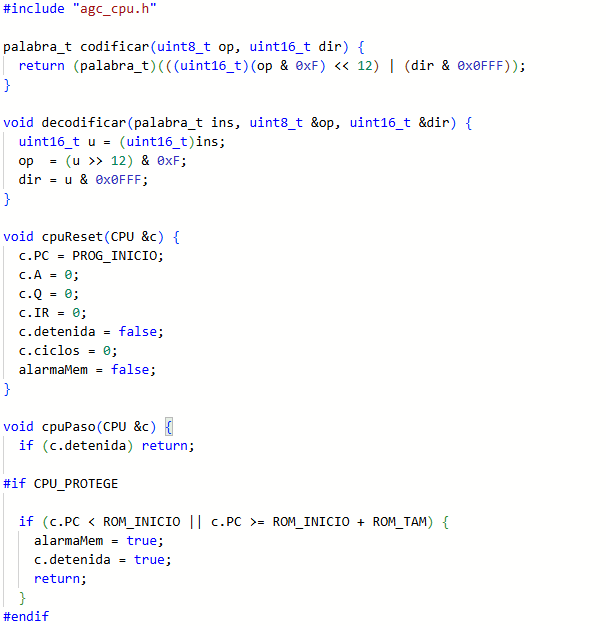 #include "agc_cpu.h"
palabra_t codificar(uint8_t op, uint16_t dir) {
  return (palabra_t)(((uint16_t)(op & 0xF) << 12) | (dir & 0x0FFF));
}
void decodificar(palabra_t ins, uint8_t &op, uint16_t &dir) {
  uint16_t u = (uint16_t)ins;
  op  = (u >> 12) & 0xF;
  dir = u & 0x0FFF;
}
void cpuReset(CPU &c) {
  c.PC = PROG_INICIO;
  c.A = 0;
  c.Q = 0;
  c.IR = 0;
  c.detenida = false;
  c.ciclos = 0;
  alarmaMem = false;
}
void cpuPaso(CPU &c) {
  if (c.detenida) return;
#if CPU_PROTEGE
  if (c.PC < ROM_INICIO || c.PC >= ROM_INICIO + ROM_TAM) {
    alarmaMem = true;
    c.detenida = true;
    return;
  }
#endif